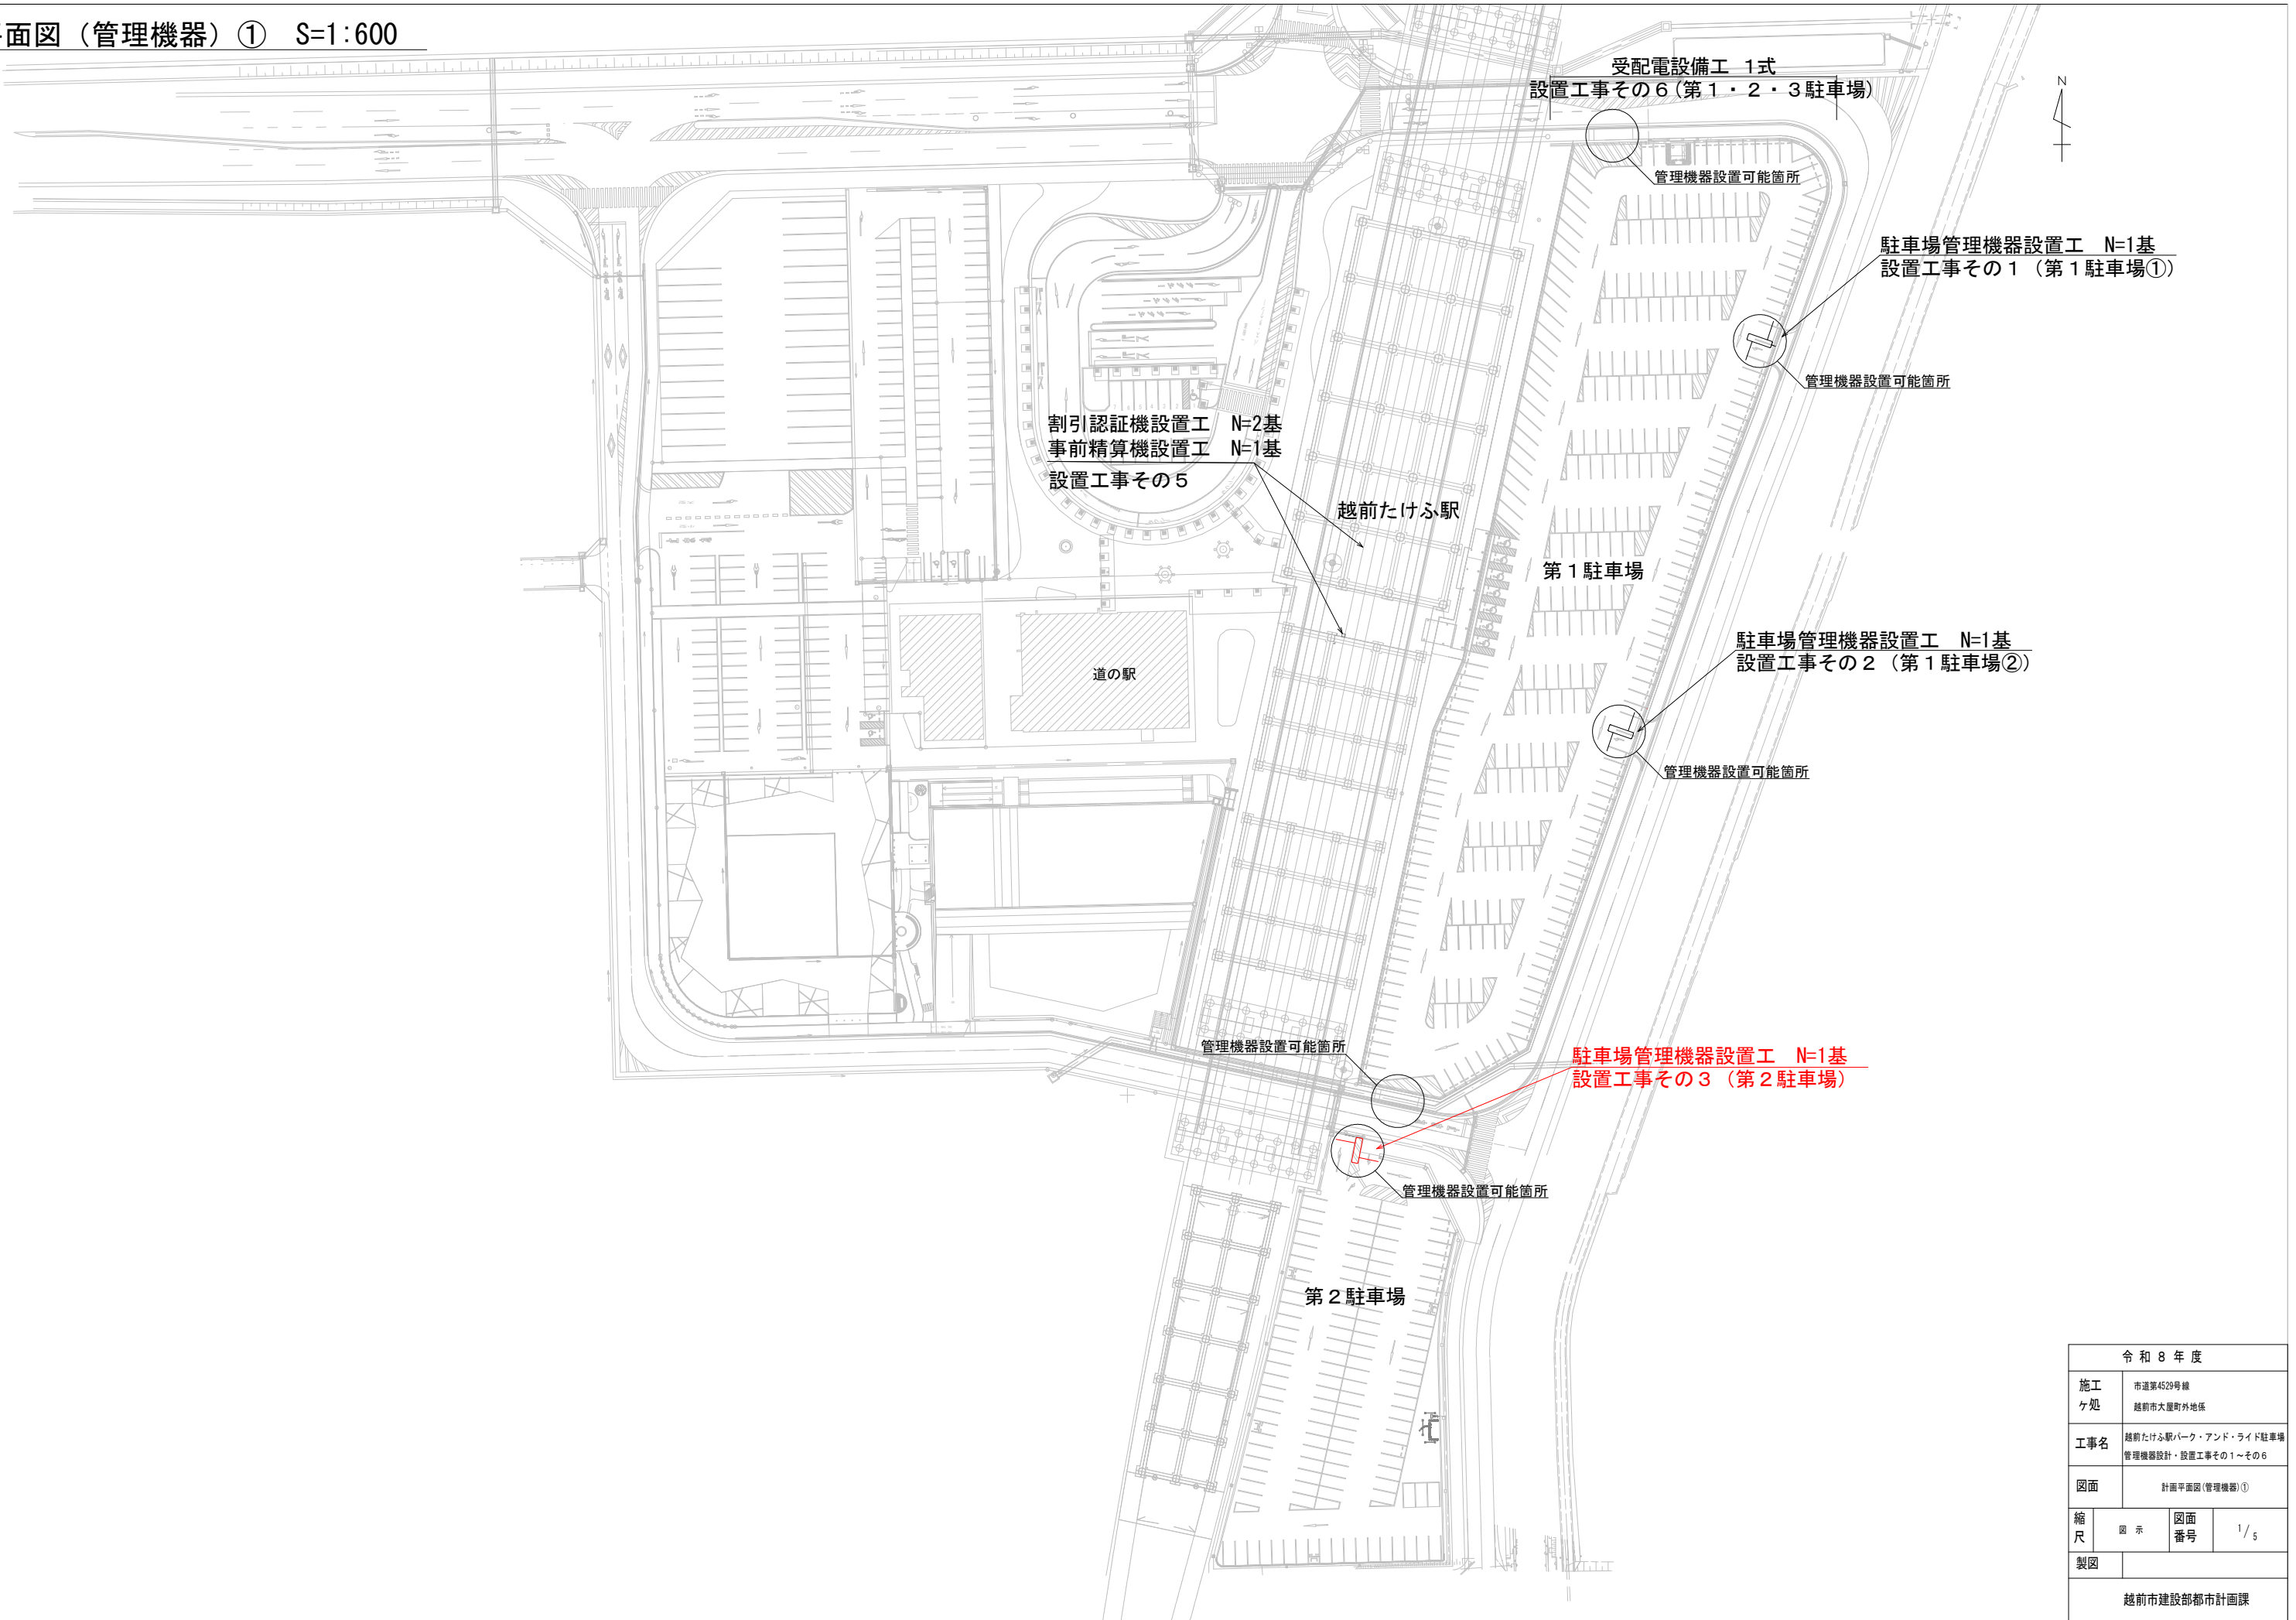 面図（管理機器）①　S=1:600
受配電設備工 1式
設置工事その６(第１・２・３駐車場)
N
管理機器設置可能箇所
駐車場管理機器設置工　N=1基
設置工事その１（第１駐車場①）
管理機器設置可能箇所
割引認証機設置工　N=2基
事前精算機設置工　N=1基
設置工事その５
越前たけふ駅
第１駐車場
駐車場管理機器設置工　N=1基
設置工事その２（第１駐車場②）
道の駅
管理機器設置可能箇所
管理機器設置可能箇所
駐車場管理機器設置工　N=1基
設置工事その３（第２駐車場）
管理機器設置可能箇所
第２駐車場
令和８年度
施工ヶ処
市道第4529号線
越前市大屋町外地係
工事名
越前たけふ駅パーク・アンド・ライド駐車場
管理機器設計・設置工事その１～その６
図面
計画平面図(管理機器)①
縮尺
図示
図面番号
1/5
製図
越前市建設部都市計画課